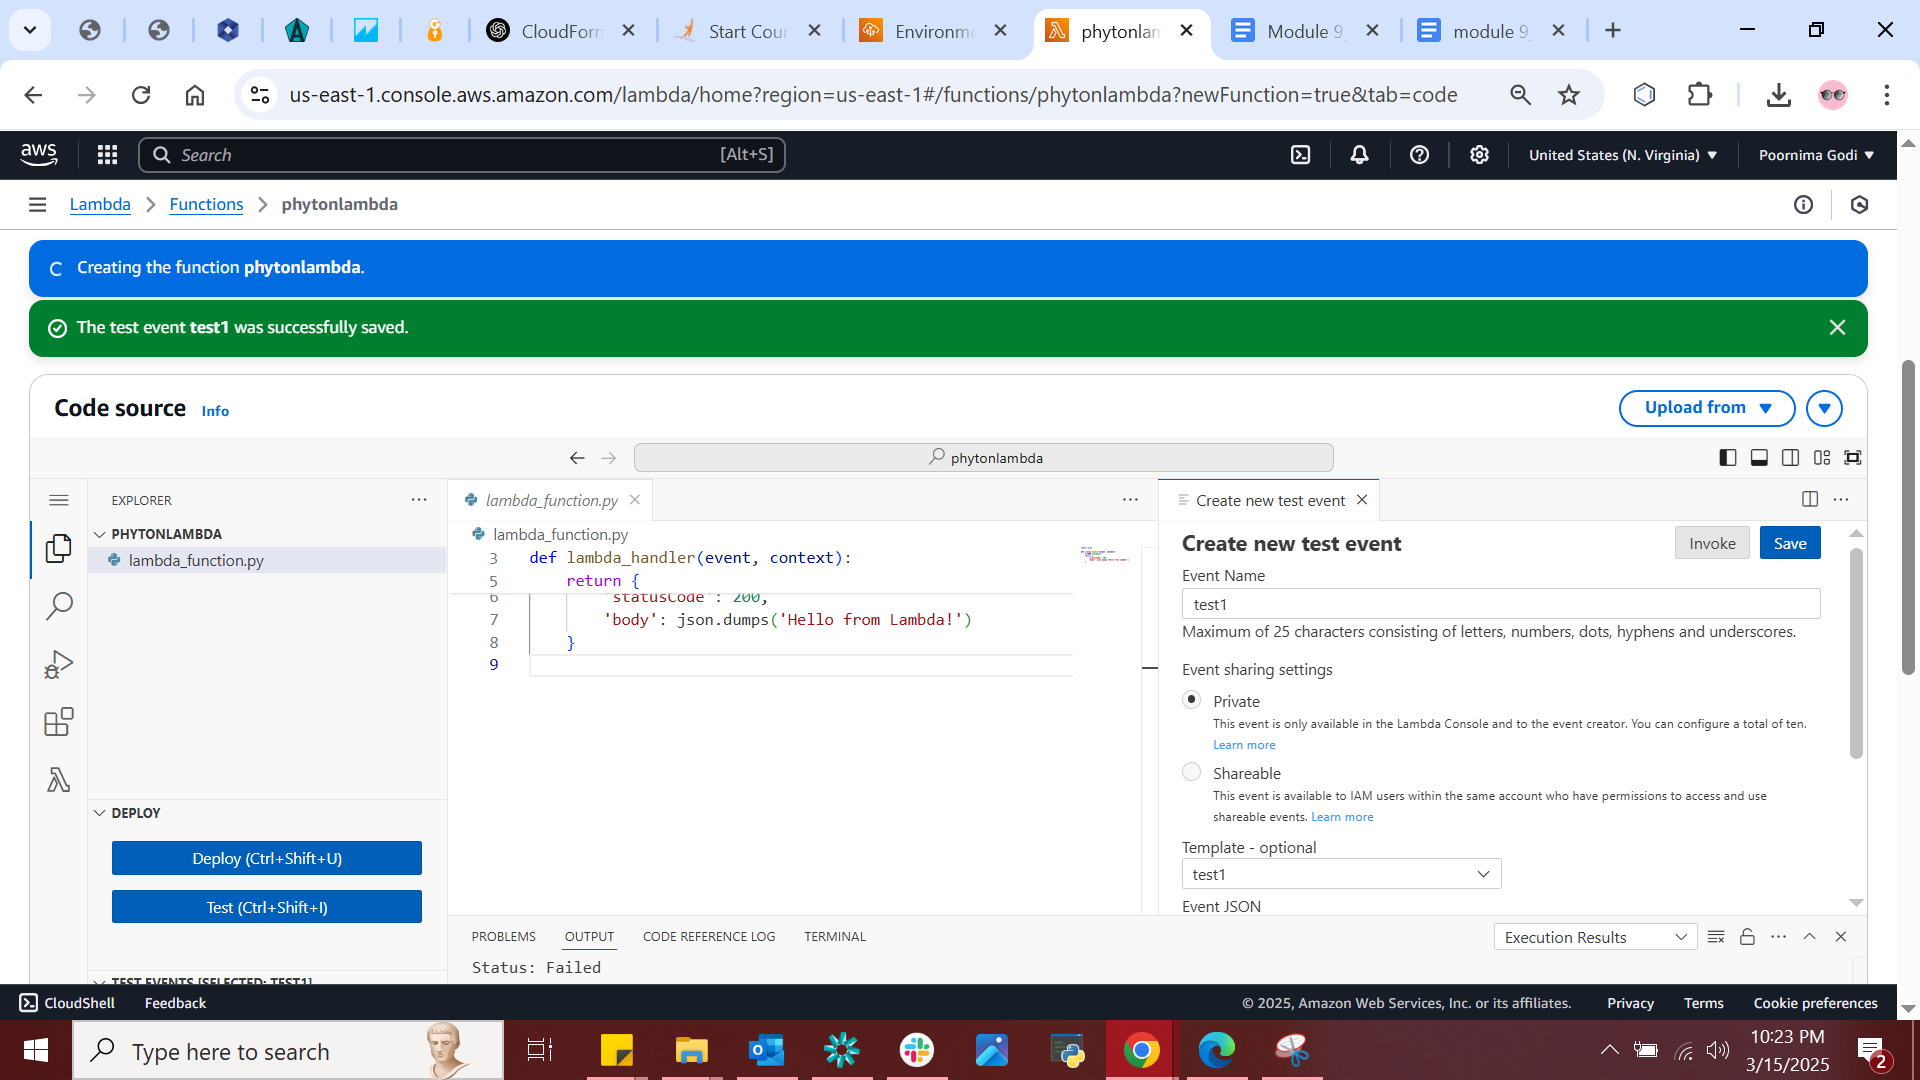 CloudForm
Start Cour
Environme
phytonlam
Module 9_
module 9_
us-east-1.console.aws.amazon.com/lambda/home?region=us-east-1#/functions/phytonlambda?newFunction=true&tab=code
aws
Search
[Alt+S]
United States (N. Virginia)
Poornima Godi
Lambda
Functions
phytonlambda
Creating the function phytonlambda.
The test event test1 was successfully saved.
Code source
Info
Upload from
phytonlambda
EXPLORER
PHYTONLAMBDA
lambda_function.py
lambda_function.py
lambda_function.py
3 def lambda_handler(event, context):
5 return {
6 'statusCode': 200,
7 'body': json.dumps('Hello from Lambda!')
8 }
9
Create new test event
Create new test event
Invoke
Save
Event Name
test1
Maximum of 25 characters consisting of letters, numbers, dots, hyphens and underscores.
Event sharing settings
Private
This event is only available in the Lambda Console and to the event creator. You can configure a total of ten.
Learn more
Shareable
This event is available to IAM users within the same account who have permissions to access and use
shareable events. Learn more
Template - optional
test1
Event JSON
DEPLOY
Deploy (Ctrl+Shift+U)
Test (Ctrl+Shift+I)
TEST EVENTS [SELECTED: TEST1]
PROBLEMS
OUTPUT
CODE REFERENCE LOG
TERMINAL
Execution Results
Status: Failed
CloudShell
Feedback
© 2025, Amazon Web Services, Inc. or its affiliates.
Privacy
Terms
Cookie preferences
Type here to search
10:23 PM
3/15/2025
2